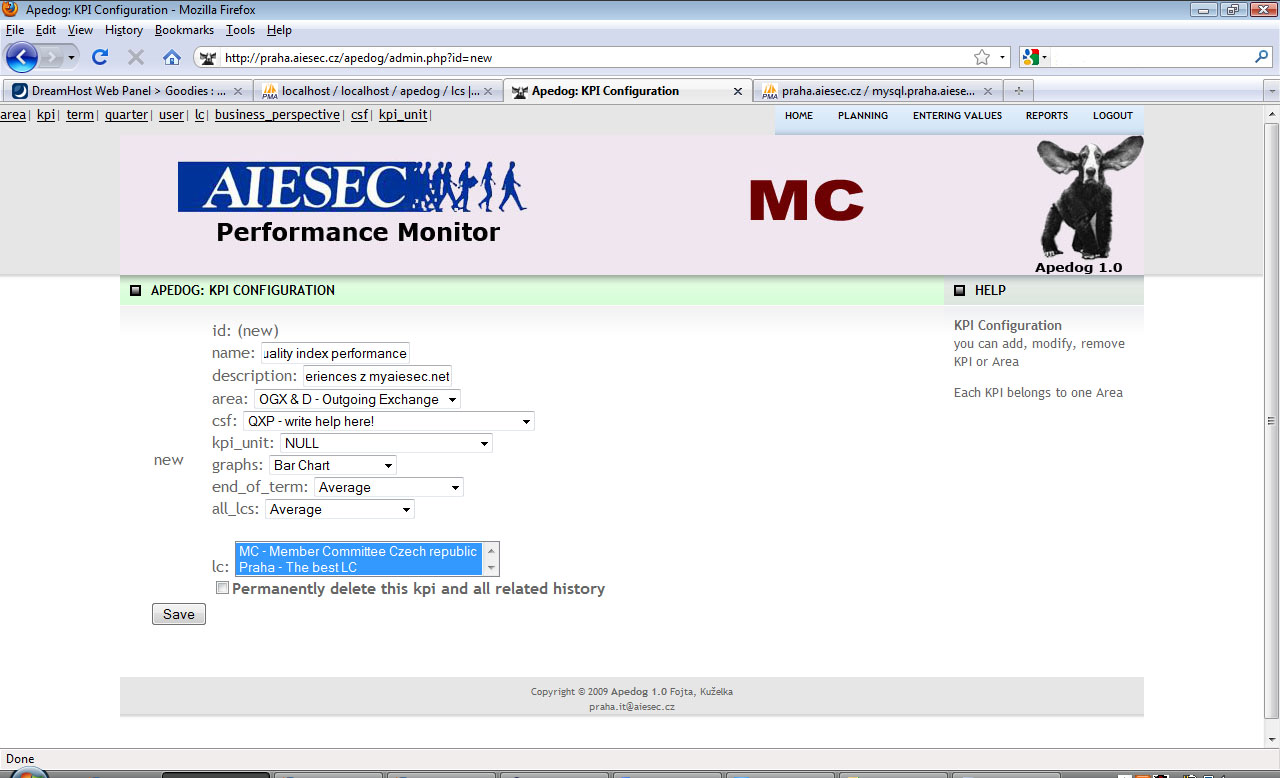 Apedog: KPI Configuration - Mozilla Firefox
File Edit View History Bookmarks Tools Help
http://praha.aiesec.cz/apedog/admin.php?id=new
DreamHost Web Panel > Goodies : ...
PMA localhost / localhost / apedog / lcs |...
Apedog: KPI Configuration
PMA praha.aiesec.cz / mysql.praha.aiese...
area| kpi| term| quarter| user| lc| business_perspective| csf| kpi_unit|
HOME PLANNING ENTERING VALUES REPORTS LOGOUT
AIESEC
Performance Monitor
MC
Apedog 1.0
APEDOG: KPI CONFIGURATION
HELP
KPI Configuration
you can add, modify, remove
KPI or Area
Each KPI belongs to one Area
new
id: (new)
name: uality index performance
description: eriences z myaiesec.net
area: OGX & D - Outgoing Exchange
csf: QXP - write help here!
kpi_unit: NULL
graphs: Bar Chart
end_of_term: Average
all_lcs: Average
lc: MC - Member Committee Czech republic
Praha - The best LC
Permanently delete this kpi and all related history
Save
Copyright © 2009 Apedog 1.0 Fojta, Kuželka
praha.it@aiesec.cz
Done